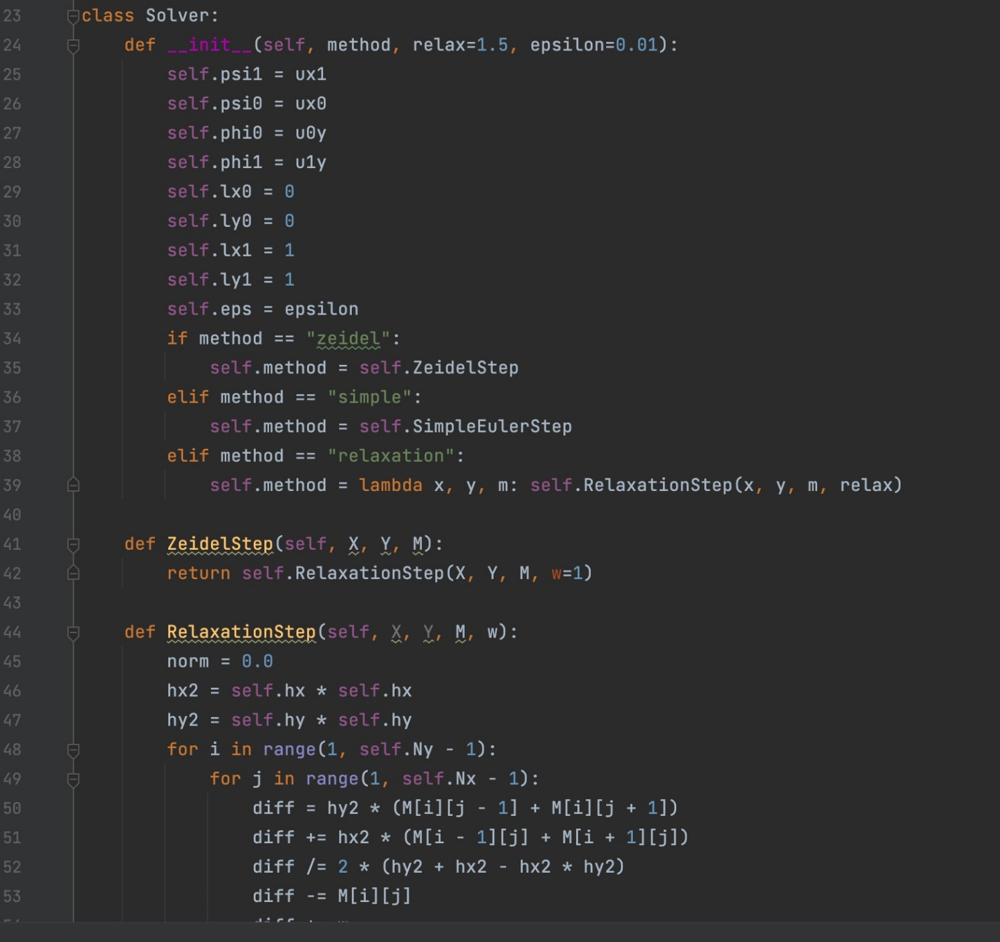 23 class Solver:
24 def __init__(self, method, relax=1.5, epsilon=0.01):
25 self.psi1 = ux1
26 self.psi0 = ux0
27 self.phi0 = u0y
28 self.phi1 = u1y
29 self.lx0 = 0
30 self.ly0 = 0
31 self.lx1 = 1
32 self.ly1 = 1
33 self.eps = epsilon
34 if method == "zeidel":
35 self.method = self.ZeidelStep
36 elif method == "simple":
37 self.method = self.SimpleEulerStep
38 elif method == "relaxation":
39 self.method = lambda x, y, m: self.RelaxationStep(x, y, m, relax)
40
41 def ZeidelStep(self, X, Y, M):
42 return self.RelaxationStep(X, Y, M, w=1)
43
44 def RelaxationStep(self, X, Y, M, w):
45 norm = 0.0
46 hx2 = self.hx * self.hx
47 hy2 = self.hy * self.hy
48 for i in range(1, self.Ny - 1):
49 for j in range(1, self.Nx - 1):
50 diff = hy2 * (M[i][j - 1] + M[i][j + 1])
51 diff += hx2 * (M[i - 1][j] + M[i + 1][j])
52 diff /= 2 * (hy2 + hx2 - hx2 * hy2)
53 diff -= M[i][j]